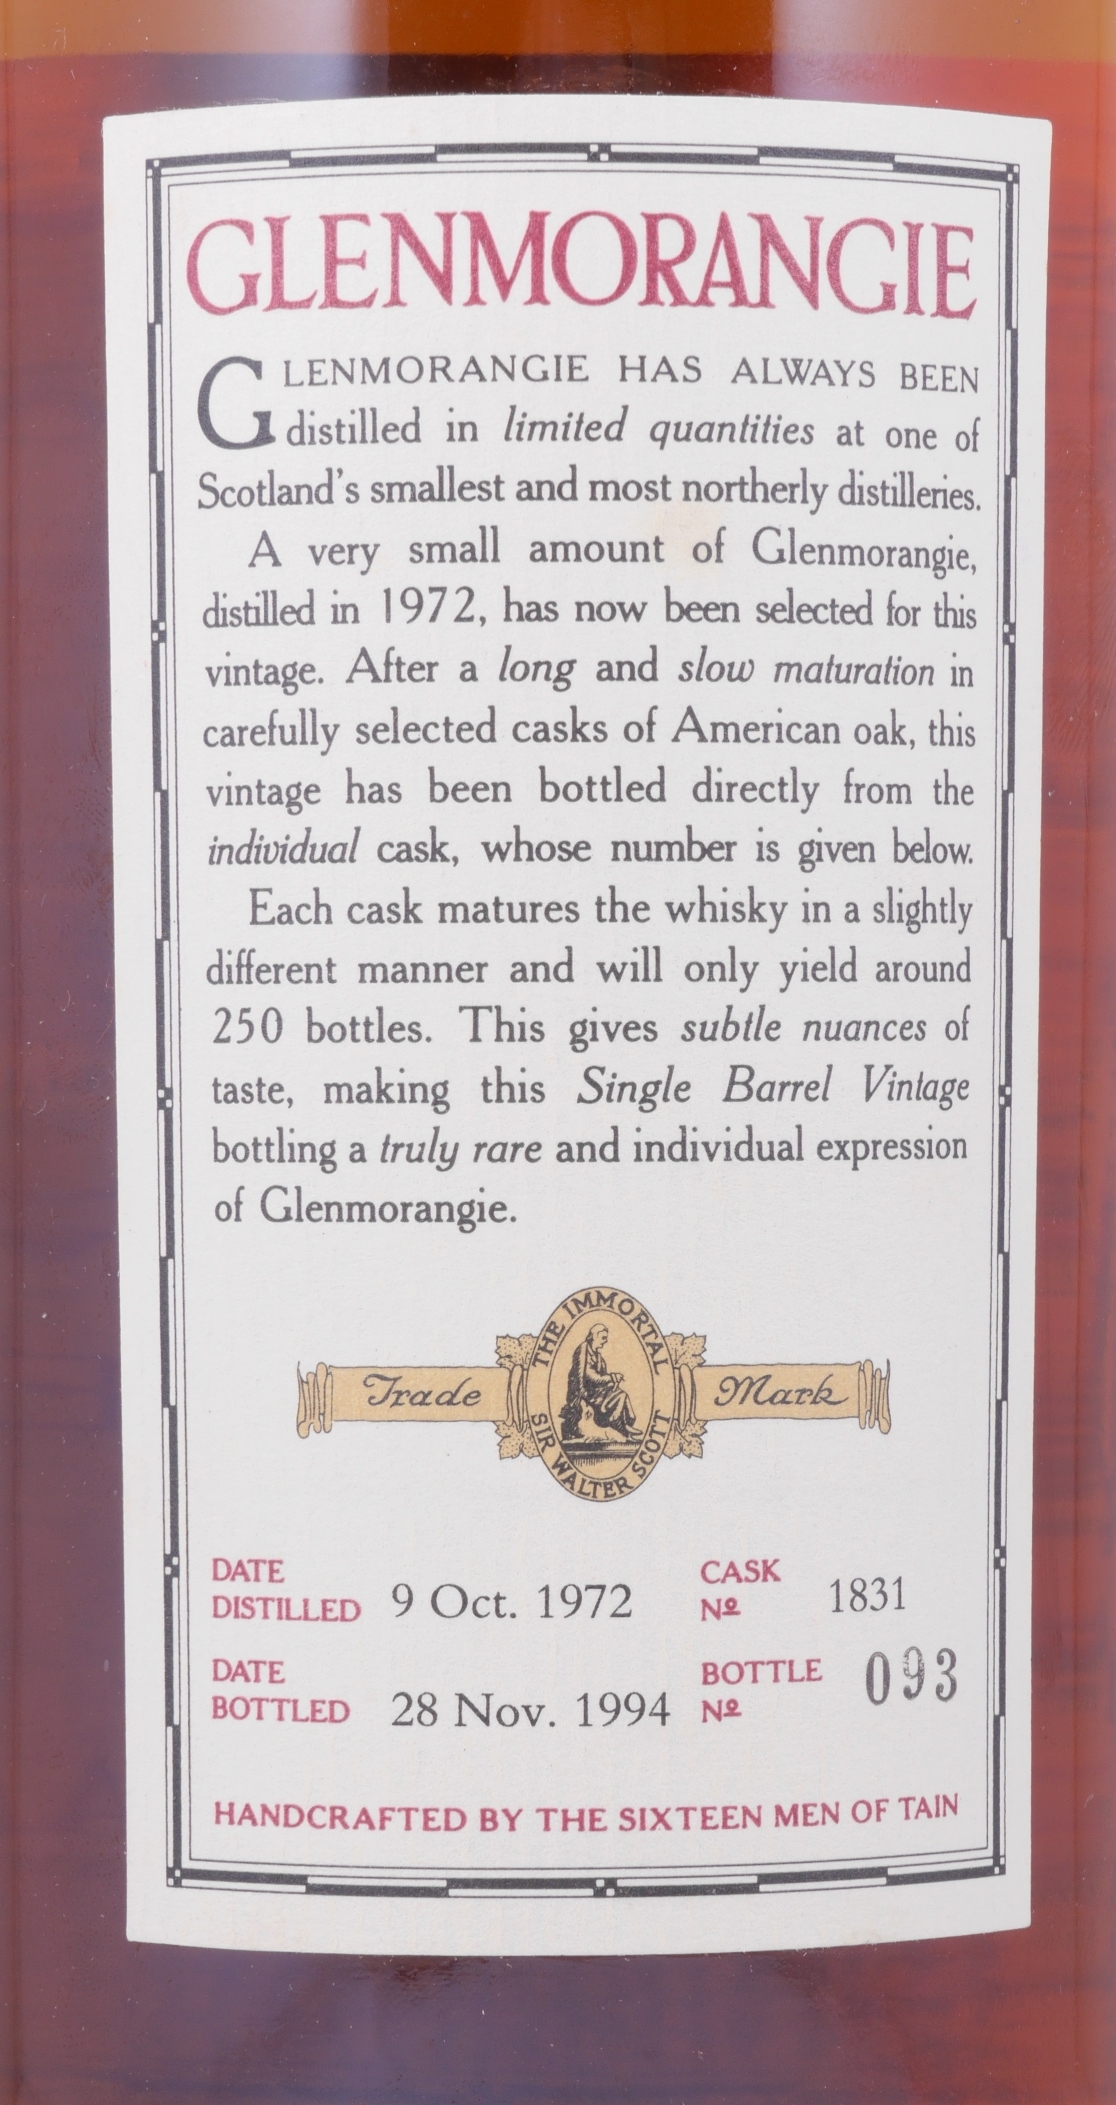 GLENMORANGIE
GLENMORANGIE HAS ALWAYS BEEN
distilled in limited quantities at one of
Scotland's smallest and most northerly distilleries.
A very small amount of Glenmorangie,
distilled in 1972, has now been selected for this
vintage. After a long and slow maturation in
carefully selected casks of American oak, this
vintage has been bottled directly from the
individual cask, whose number is given below.
Each cask matures the whisky in a slightly
different manner and will only yield around
250 bottles. This gives subtle nuances of
taste, making this Single Barrel Vintage
bottling a truly rare and individual expression
of Glenmorangie.
THE IMMORTAL
Trade Mark
SIR WALTER SCOTT
DATE
DISTILLED 9 Oct. 1972
CASK
Nº 1831
DATE
BOTTLED 28 Nov. 1994
BOTTLE
Nº 093
HANDCRAFTED BY THE SIXTEEN MEN OF TAIN